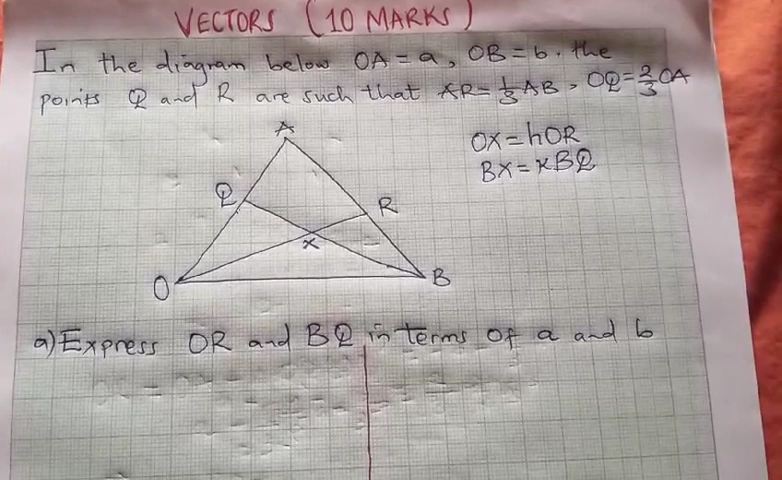 VECTORS (10 MARKS)
In the diagram below OA = a, OB = b. the
points Q and R are such that AR = 1/3 AB, OQ = 2/3 OA
OX = hOR
BX = KBQ
A
Q
R
X
O
B
a) Express OR and BQ in terms of a and b